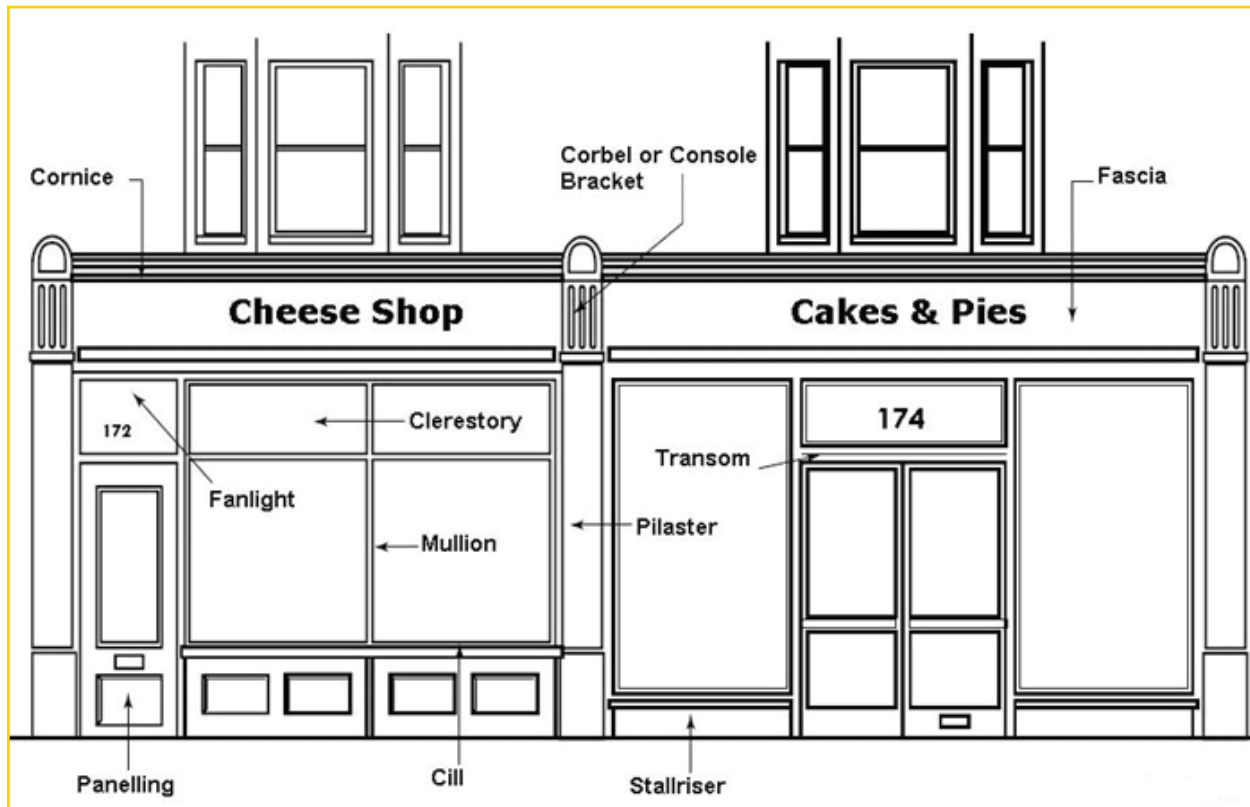 Cornice
Corbel or Console
Bracket
Fascia
Cheese Shop
Cakes & Pies
172
Clerestory
174
Transom
Fanlight
Mullion
Pilaster
Panelling
Cill
Stallriser